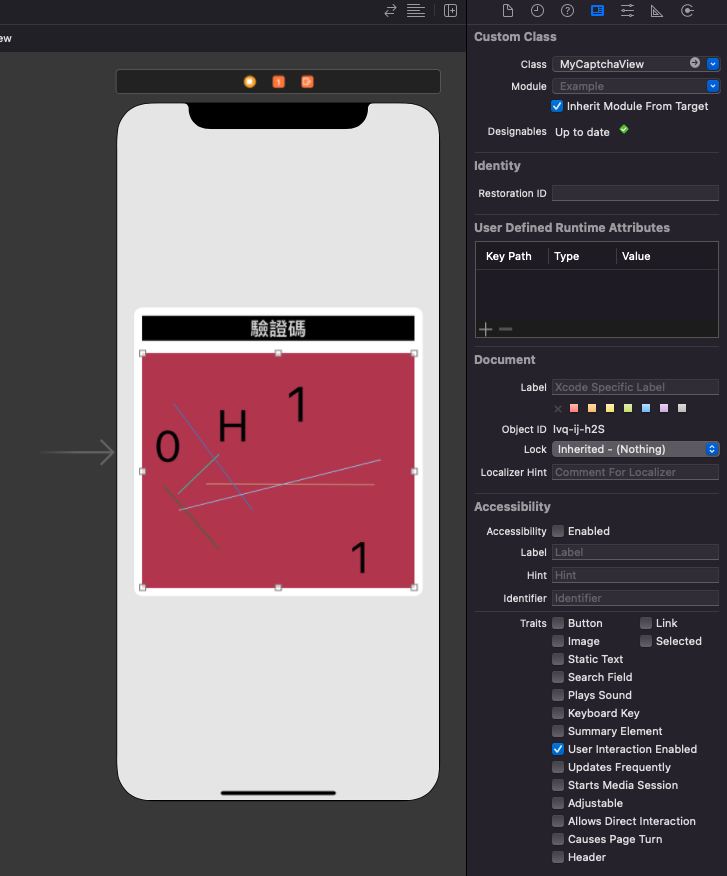 ew
驗證碼
0
H
1
1
Custom Class
Class MyCaptchaView
Module Example
Inherit Module From Target
Designables Up to date
Identity
Restoration ID
User Defined Runtime Attributes
Key Path Type Value
Document
Label Xcode Specific Label
Object ID Ivq-ij-h2S
Lock Inherited - (Nothing)
Localizer Hint Comment For Localizer
Accessibility
Accessibility Enabled
Label Label
Hint Hint
Identifier Identifier
Traits Button Link
Image Selected
Static Text
Search Field
Plays Sound
Keyboard Key
Summary Element
User Interaction Enabled
Updates Frequently
Starts Media Session
Adjustable
Allows Direct Interaction
Causes Page Turn
Header